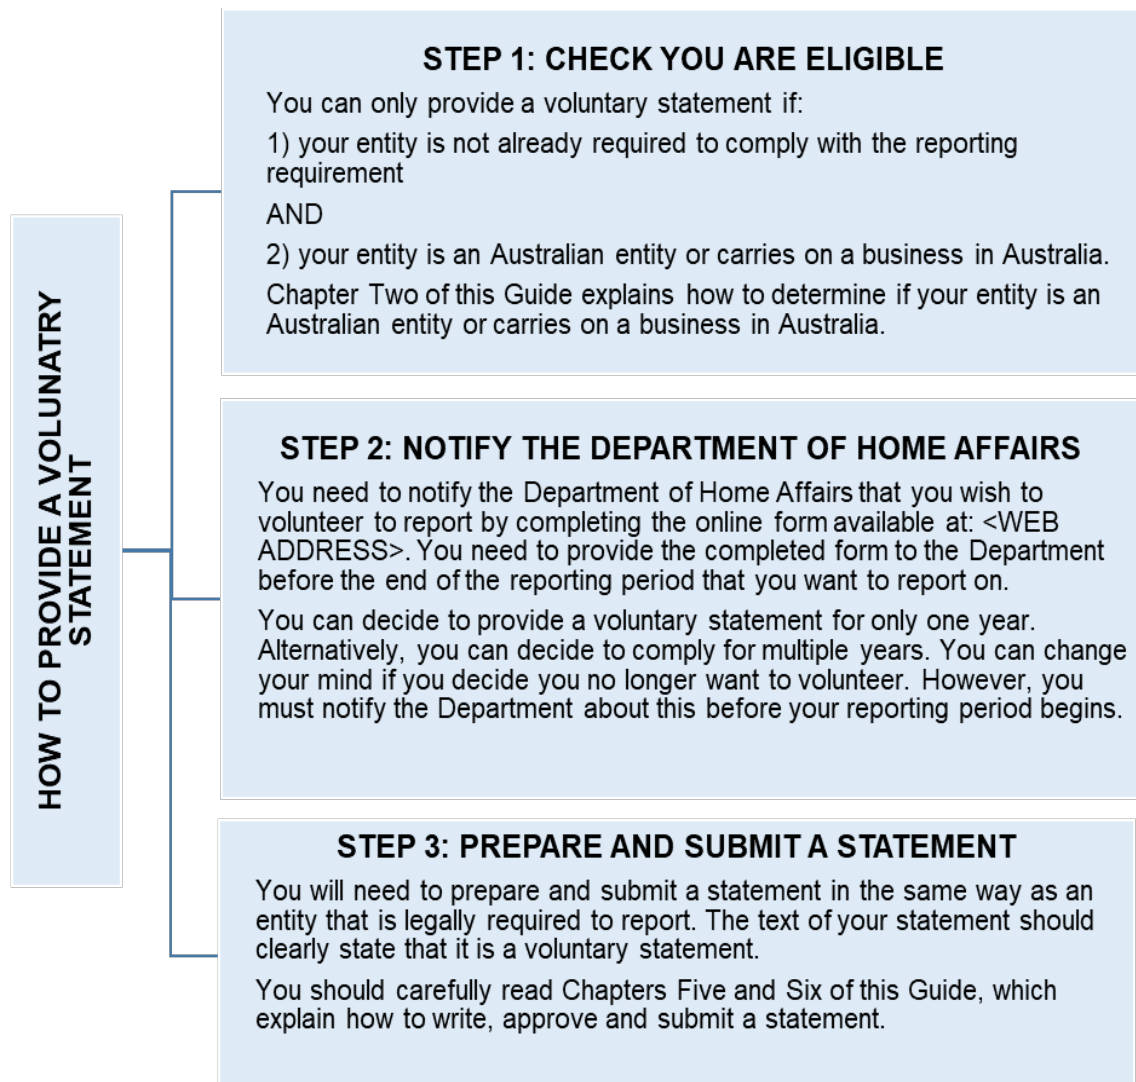 HOW TO PROVIDE A VOLUNATRY
STATEMENT
STEP 1: CHECK YOU ARE ELIGIBLE
You can only provide a voluntary statement if:
1) your entity is not already required to comply with the reporting
requirement
AND
2) your entity is an Australian entity or carries on a business in Australia.
Chapter Two of this Guide explains how to determine if your entity is an
Australian entity or carries on a business in Australia.
STEP 2: NOTIFY THE DEPARTMENT OF HOME AFFAIRS
You need to notify the Department of Home Affairs that you wish to
volunteer to report by completing the online form available at: <WEB
ADDRESS>. You need to provide the completed form to the Department
before the end of the reporting period that you want to report on.
You can decide to provide a voluntary statement for only one year.
Alternatively, you can decide to comply for multiple years. You can change
your mind if you decide you no longer want to volunteer. However, you
must notify the Department about this before your reporting period begins.
STEP 3: PREPARE AND SUBMIT A STATEMENT
You will need to prepare and submit a statement in the same way as an
entity that is legally required to report. The text of your statement should
clearly state that it is a voluntary statement.
You should carefully read Chapters Five and Six of this Guide, which
explain how to write, approve and submit a statement.